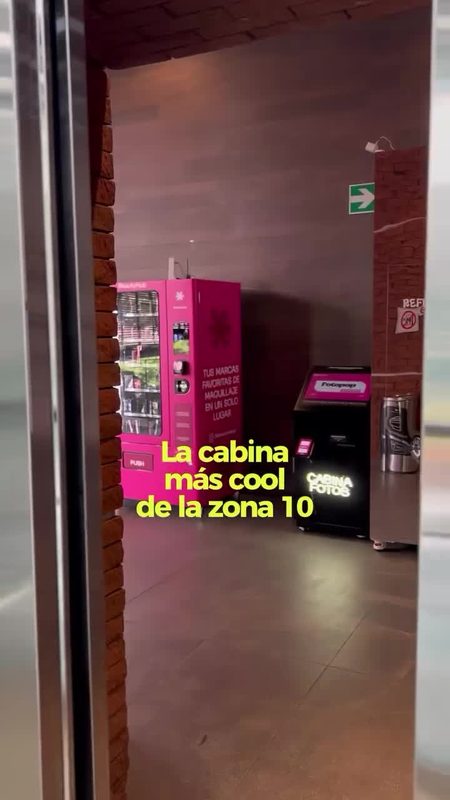 TUS MARCAS
FAVORITAS DE
MAQUILLAJE
EN UN SOLO
LUGAR
PUSH
Fotopop
CABINA
FOTOS
La cabina
más cool
de la zona 10